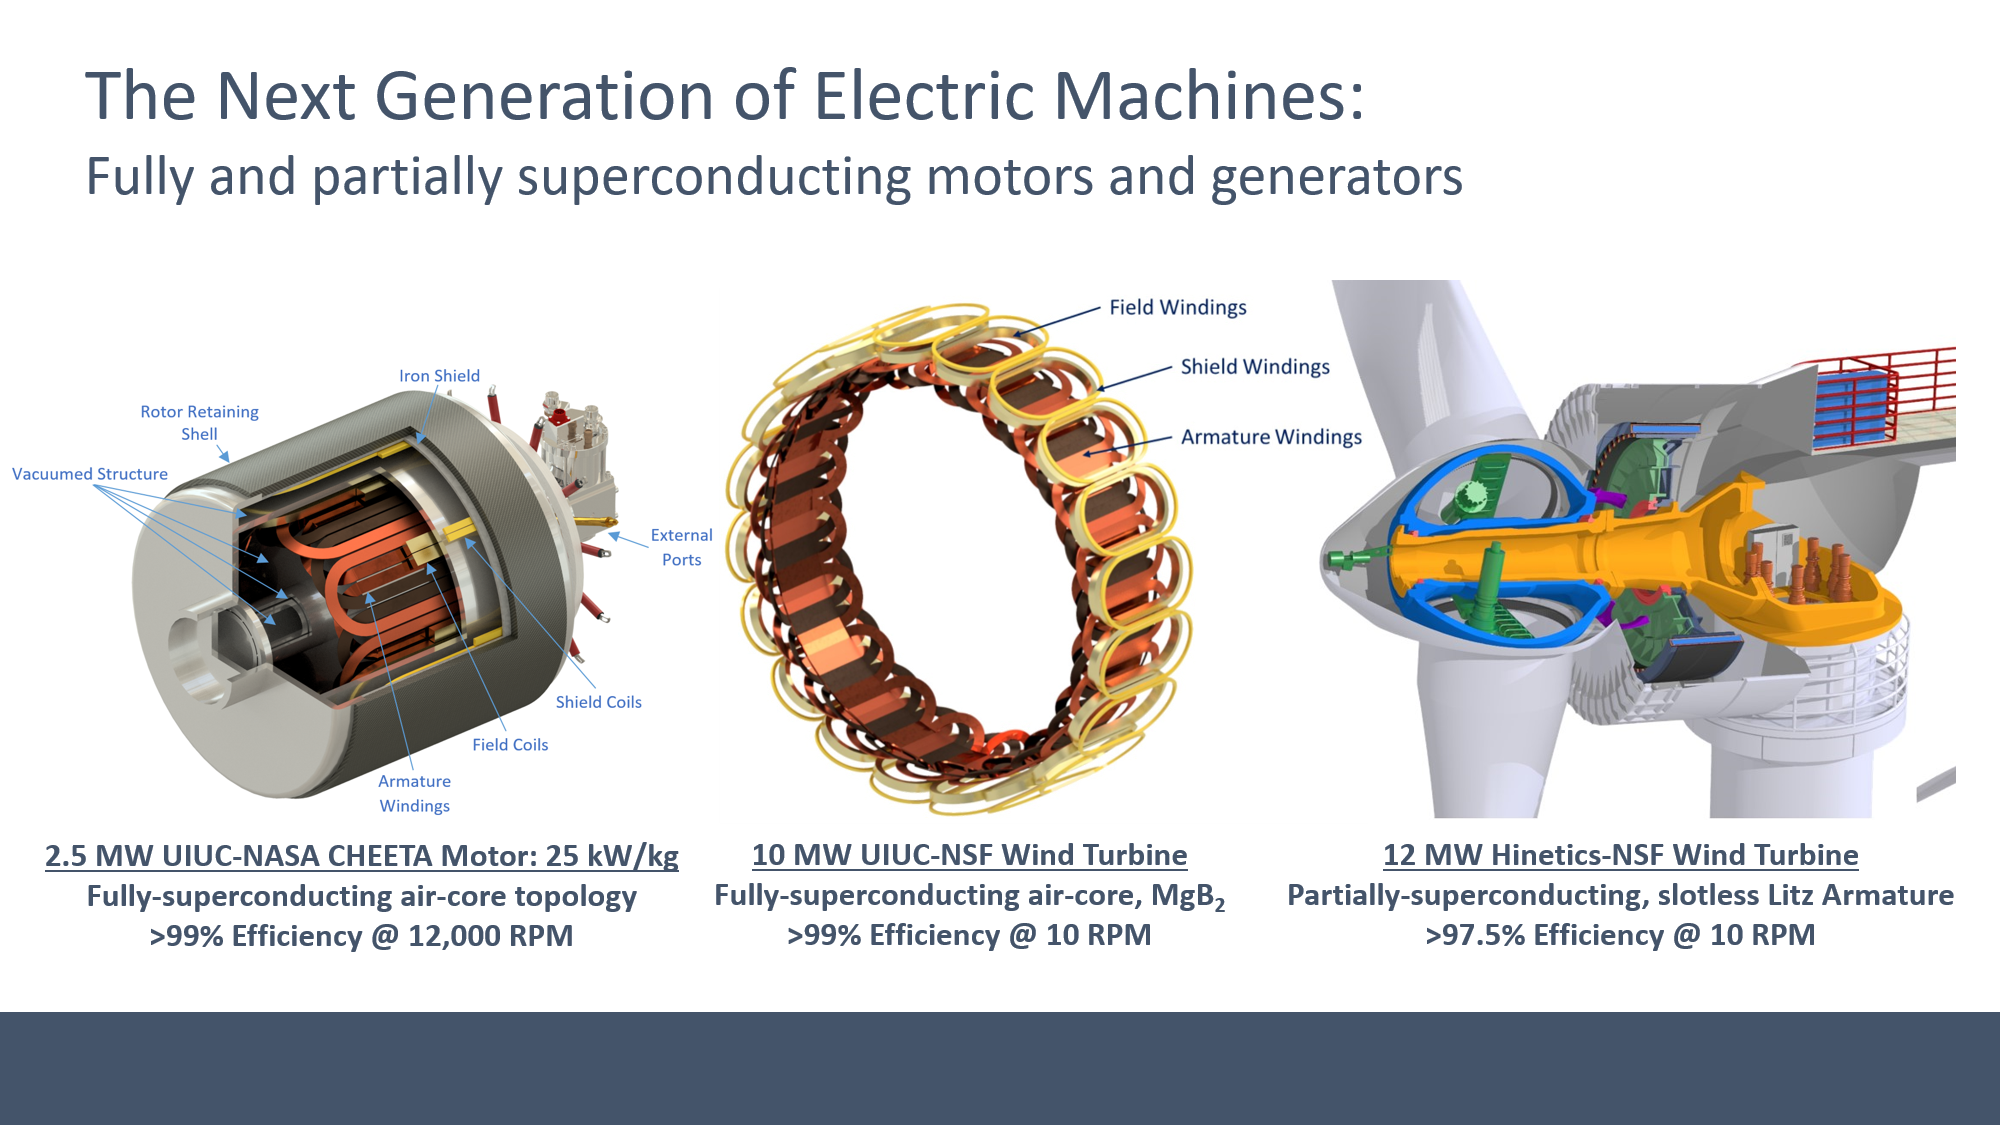 The Next Generation of Electric Machines:
Fully and partially superconducting motors and generators
Iron Shield
Rotor Retaining
Shell
Vacuumed Structure
External
Ports
Shield Coils
Field Coils
Armature
Windings
2.5 MW UIUC-NASA CHEETA Motor: 25 kW/kg
Fully-superconducting air-core topology
>99% Efficiency @ 12,000 RPM
Field Windings
Shield Windings
Armature Windings
10 MW UIUC-NSF Wind Turbine
Fully-superconducting air-core, MgB₂
>99% Efficiency @ 10 RPM
12 MW Hinetics-NSF Wind Turbine
Partially-superconducting, slotless Litz Armature
>97.5% Efficiency @ 10 RPM